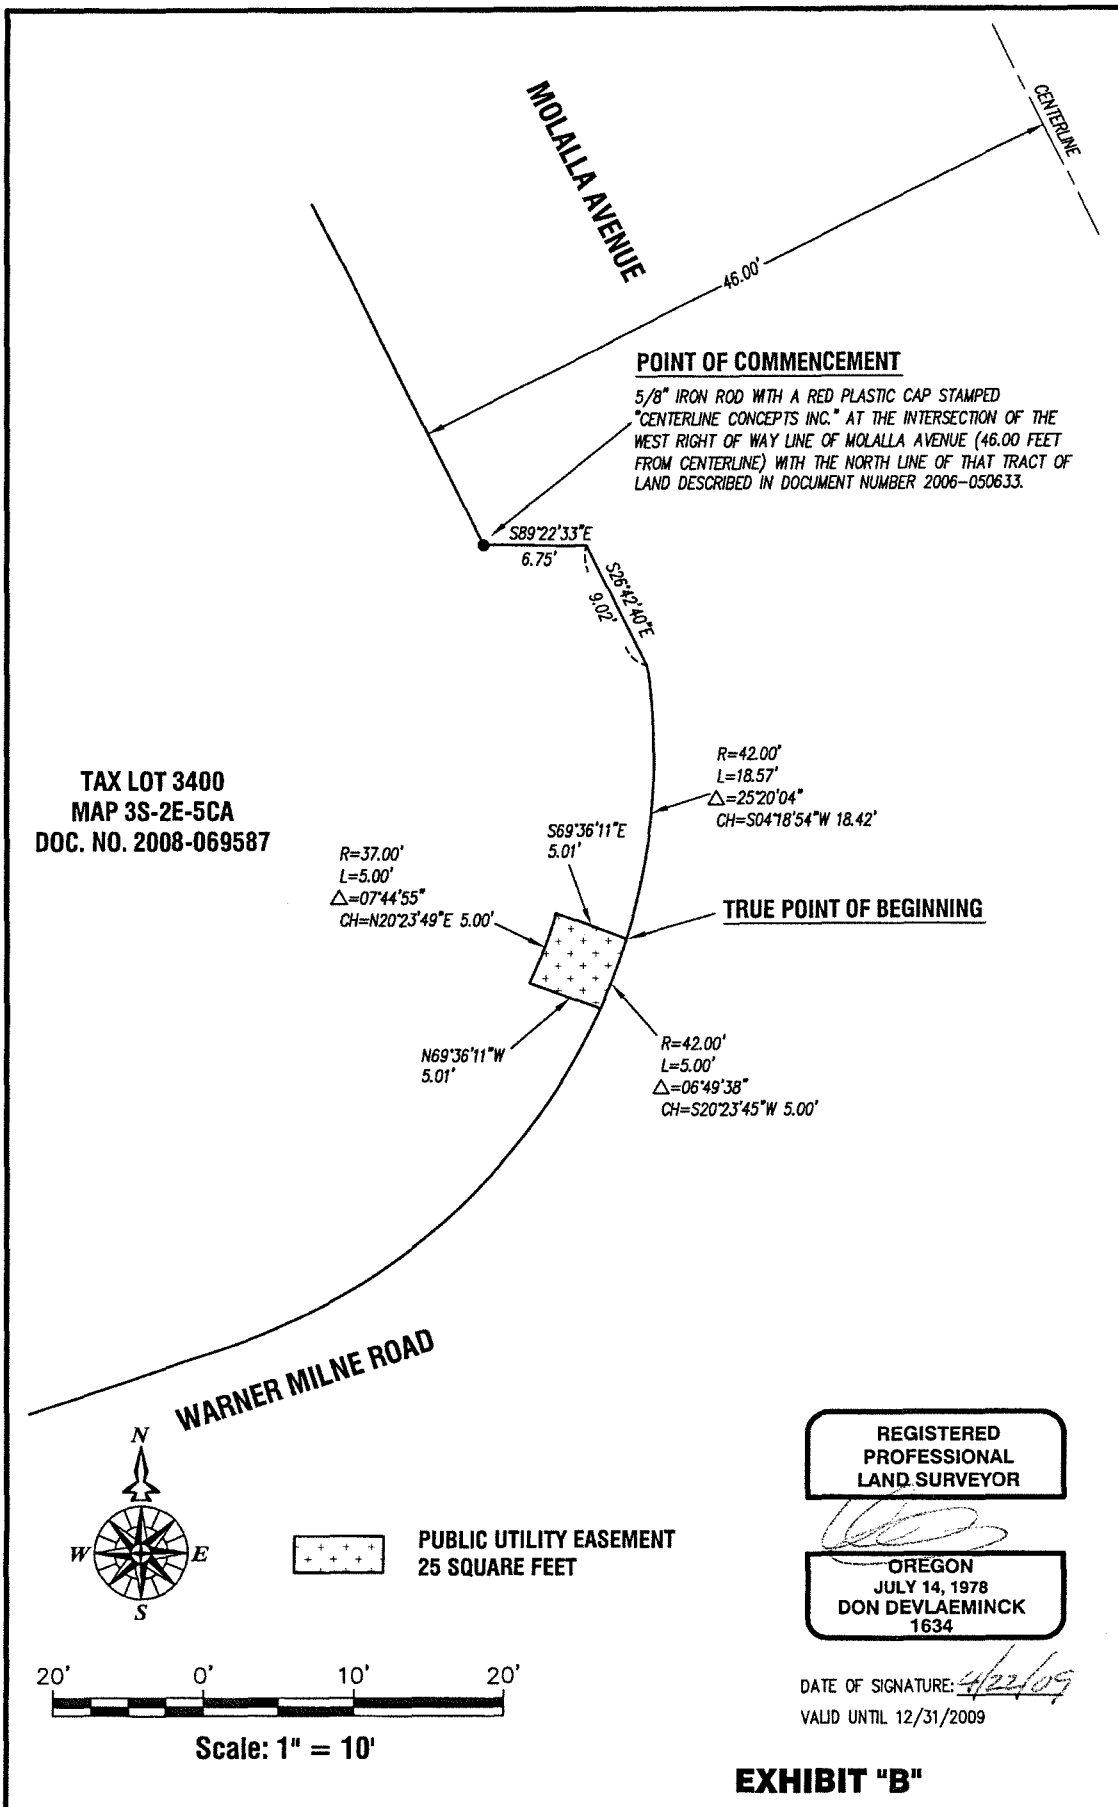 MOLALLA AVENUE
CENTERLINE
46.00'
POINT OF COMMENCEMENT
5/8" IRON ROD WITH A RED PLASTIC CAP STAMPED
"CENTERLINE CONCEPTS INC." AT THE INTERSECTION OF THE
WEST RIGHT OF WAY LINE OF MOLALLA AVENUE (46.00 FEET
FROM CENTERLINE) WITH THE NORTH LINE OF THAT TRACT OF
LAND DESCRIBED IN DOCUMENT NUMBER 2006-050633.
S89°22'33"E
6.75'
S26°42'40"E
9.02'
TAX LOT 3400
MAP 3S-2E-5CA
DOC. NO. 2008-069587
R=42.00'
L=18.57'
△=25°20'04"
CH=S04°18'54"W 18.42'
S69°36'11"E
5.01'
R=37.00'
L=5.00'
△=07°44'55"
CH=N20°23'49"E 5.00'
TRUE POINT OF BEGINNING
N69°36'11"W
5.01'
R=42.00'
L=5.00'
△=06°49'38"
CH=S20°23'45"W 5.00'
WARNER MILNE ROAD
N
W E
S
PUBLIC UTILITY EASEMENT
25 SQUARE FEET
REGISTERED
PROFESSIONAL
LAND SURVEYOR
OREGON
JULY 14, 1978
DON DEVLAEMINCK
1634
20' 0' 10' 20'
Scale: 1" = 10'
DATE OF SIGNATURE: 4/22/09
VALID UNTIL 12/31/2009
EXHIBIT "B"